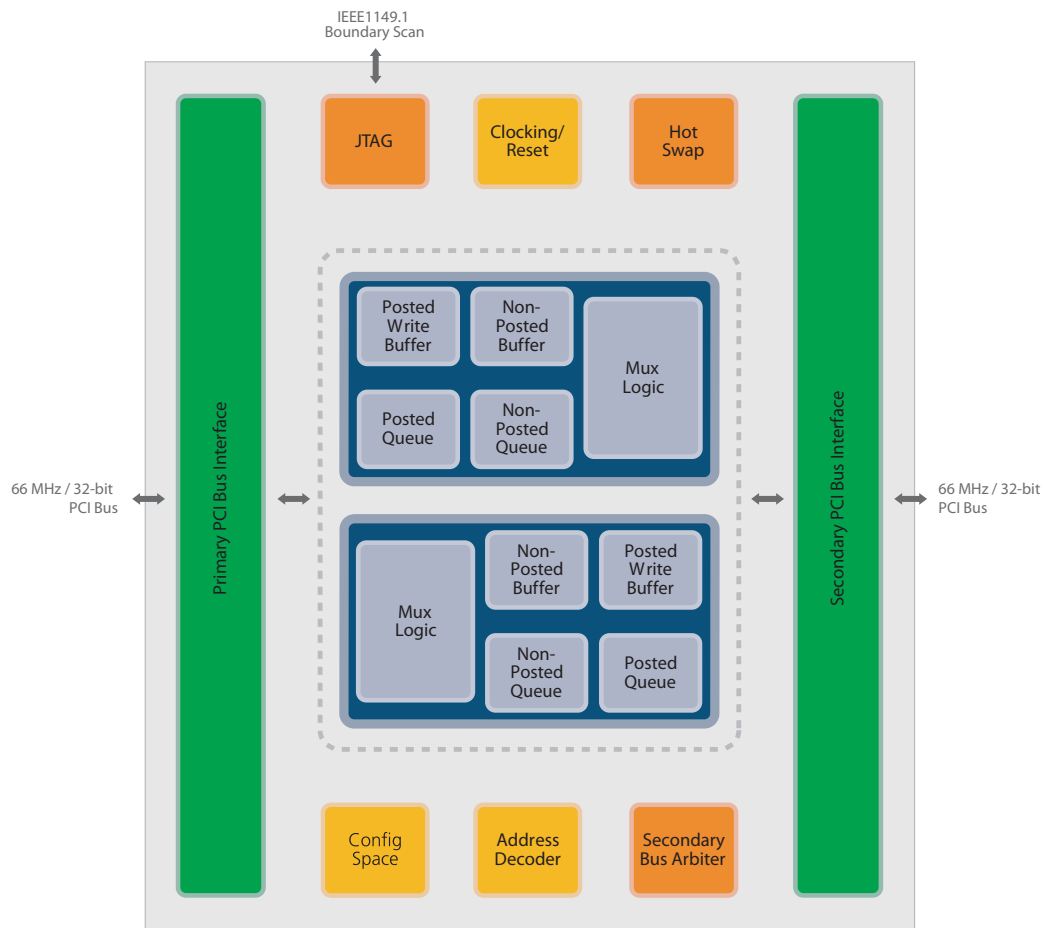 IEEE1149.1
Boundary Scan
JTAG
Clocking/
Reset
Hot
Swap
Primary PCI Bus Interface
Secondary PCI Bus Interface
Posted
Write
Buffer
Non-
Posted
Buffer
Mux
Logic
Posted
Queue
Non-
Posted
Queue
66 MHz / 32-bit
PCI Bus
66 MHz / 32-bit
PCI Bus
Mux
Logic
Non-
Posted
Buffer
Posted
Write
Buffer
Non-
Posted
Queue
Posted
Queue
Config
Space
Address
Decoder
Secondary
Bus Arbiter